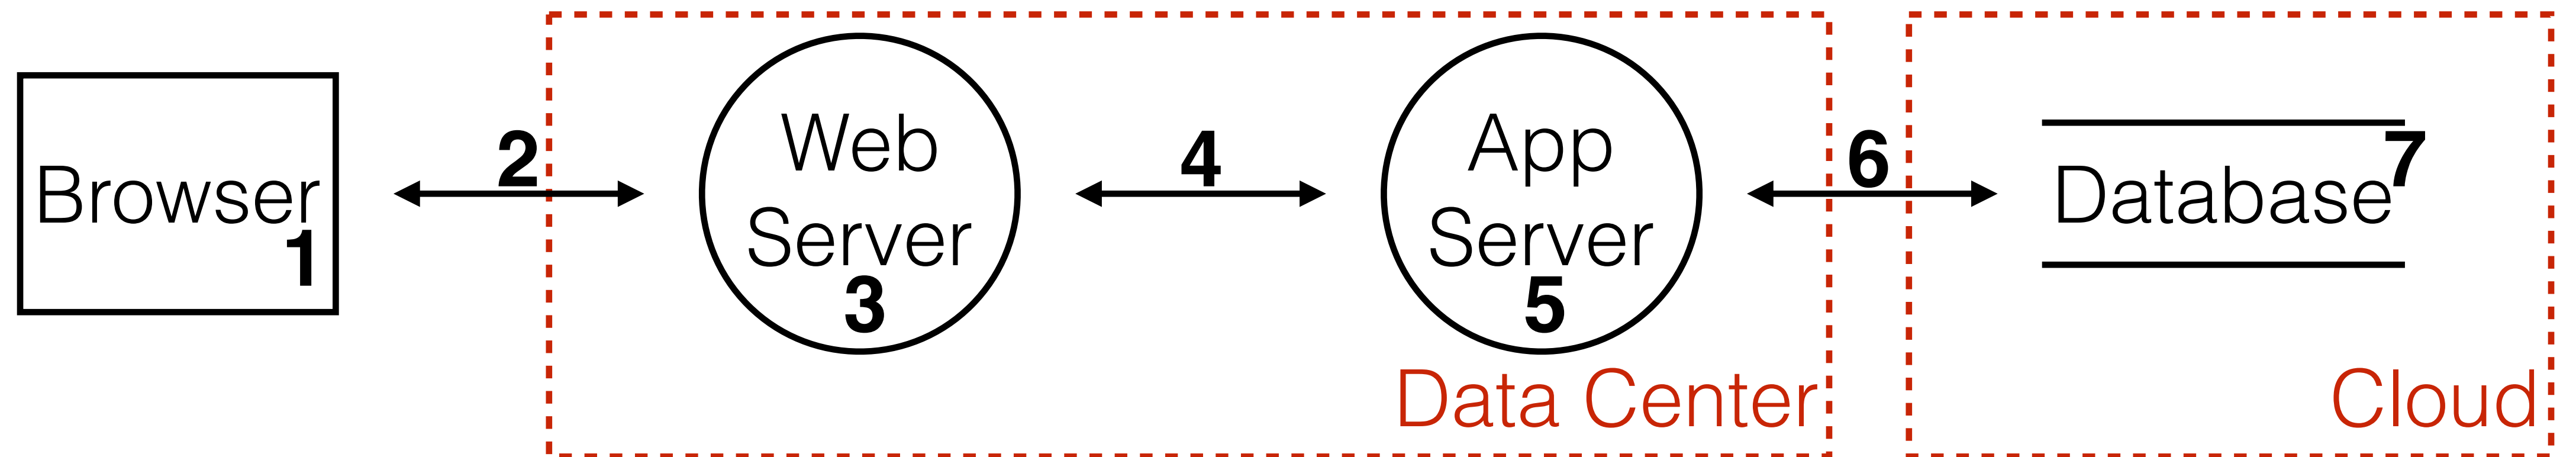 Browser
1
2
Web
Server
3
4
App
Server
5
Data Center
6
Database
7
Cloud